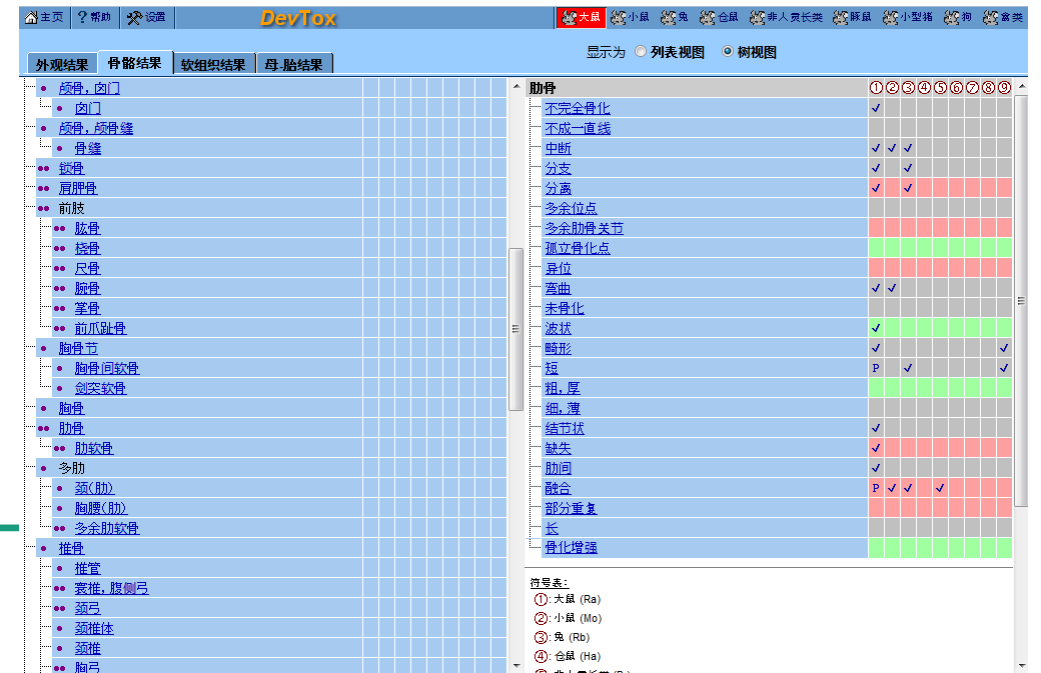 主页 ?帮助 设置 DevTox 大鼠 小鼠 兔 仓鼠 非人灵长类 豚鼠 小型猪 狗 禽类
显示为 列表视图 树视图
外观结果 骨骼结果 软组织结果 母-胎结果
颅骨，囟门
囟门
颅骨，颅骨缝
骨缝
锁骨
肩胛骨
前肢
肱骨
桡骨
尺骨
腕骨
掌骨
前爪趾骨
胸骨节
胸骨间软骨
剑突软骨
胸骨
肋骨
肋软骨
多肋
颈(肋)
胸腰(肋)
多余肋软骨
椎骨
椎管
寰椎，腹侧弓
颈弓
颈椎体
颈椎
胸弓
肋骨 ①②③④⑤⑥⑦⑧⑨
不完全骨化 ✓
不成一直线
中断 ✓ ✓ ✓
分支 ✓ ✓
分离 ✓ ✓
多余位点
多余肋骨关节
孤立骨化点
异位
弯曲 ✓ ✓
未骨化
波状 ✓
畸形 ✓ ✓
短 P ✓ ✓
粗，厚
细，薄
结节状 ✓
缺失 ✓
肋间 ✓
融合 P ✓ ✓ ✓
部分重复
长
骨化增强
符号表：
①: 大鼠 (Ra)
②: 小鼠 (Mo)
③: 兔 (Rb)
④: 仓鼠 (Ha)